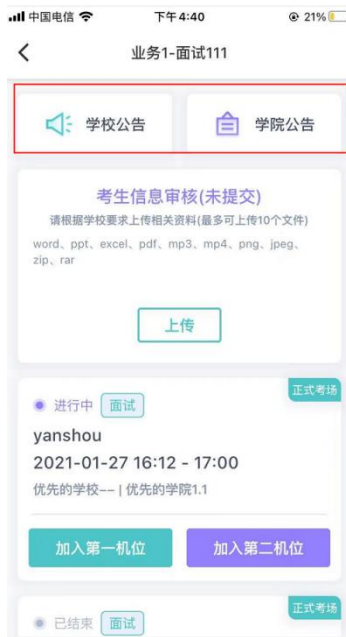 中国电信 下午4:40 21%
业务1-面试111
学校公告 学院公告
考生信息审核(未提交)
请根据学校要求上传相关资料(最多可上传10个文件)
word、ppt、excel、pdf、mp3、mp4、png、jpeg、
zip、rar
上传
正式考场
进行中 面试
yanshou
2021-01-27 16:12 - 17:00
优先的学校-- | 优先的学院1.1
加入第一机位 加入第二机位
正式考场
已结束 面试